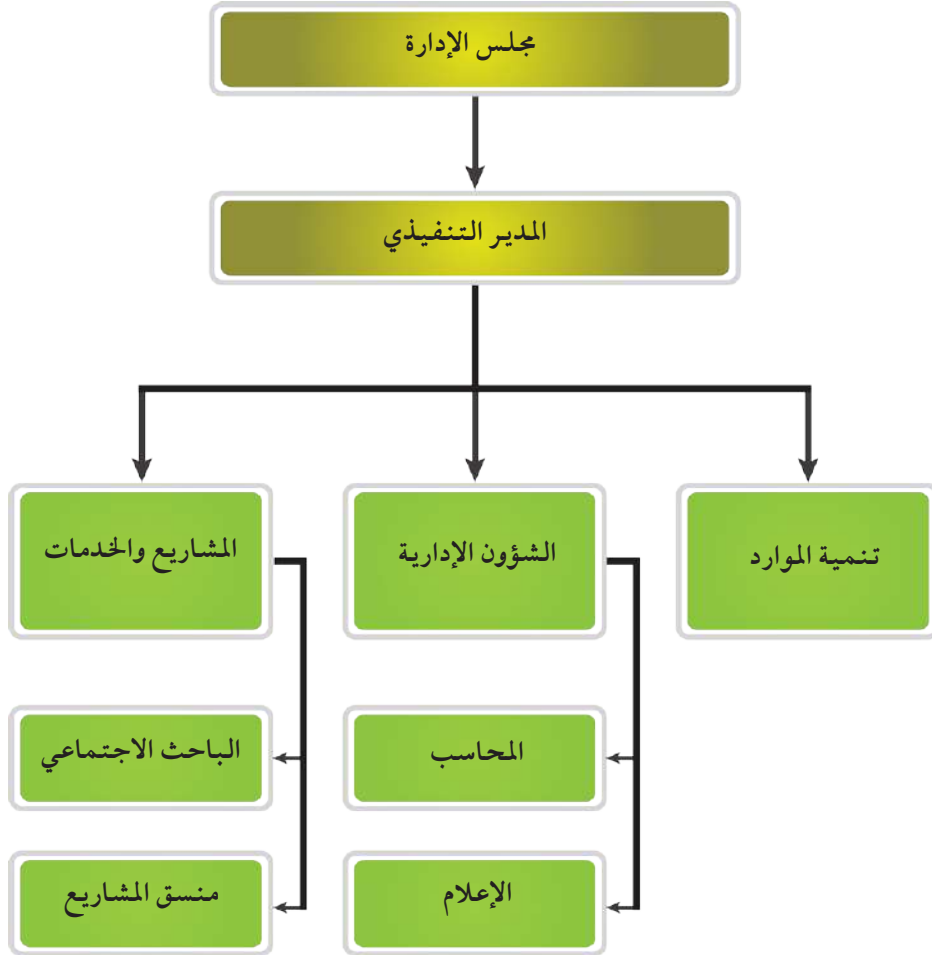 مجلس الإدارة
المدير التنفيذي
تنمية الموارد
الشؤون الإدارية
المشاريع والخدمات
المحاسب
الباحث الاجتماعي
الإعلام
منسق المشاريع